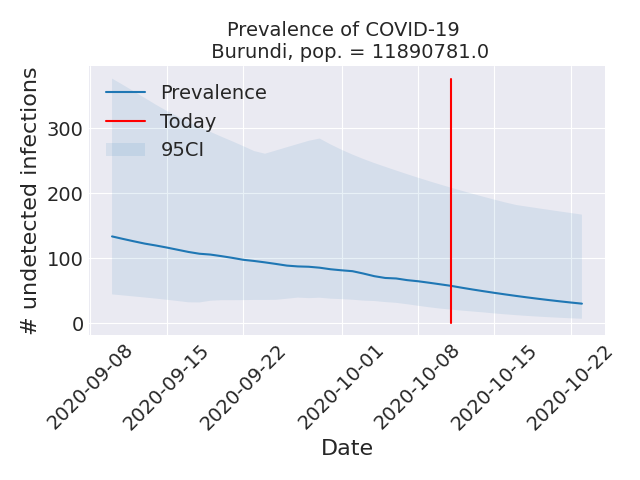 Prevalence of COVID-19
Burundi, pop. = 11890781.0
# undetected infections
300
200
100
0
Prevalence
Today
95CI
2020-09-08
2020-09-15
2020-09-22
2020-10-01
2020-10-08
2020-10-15
2020-10-22
Date